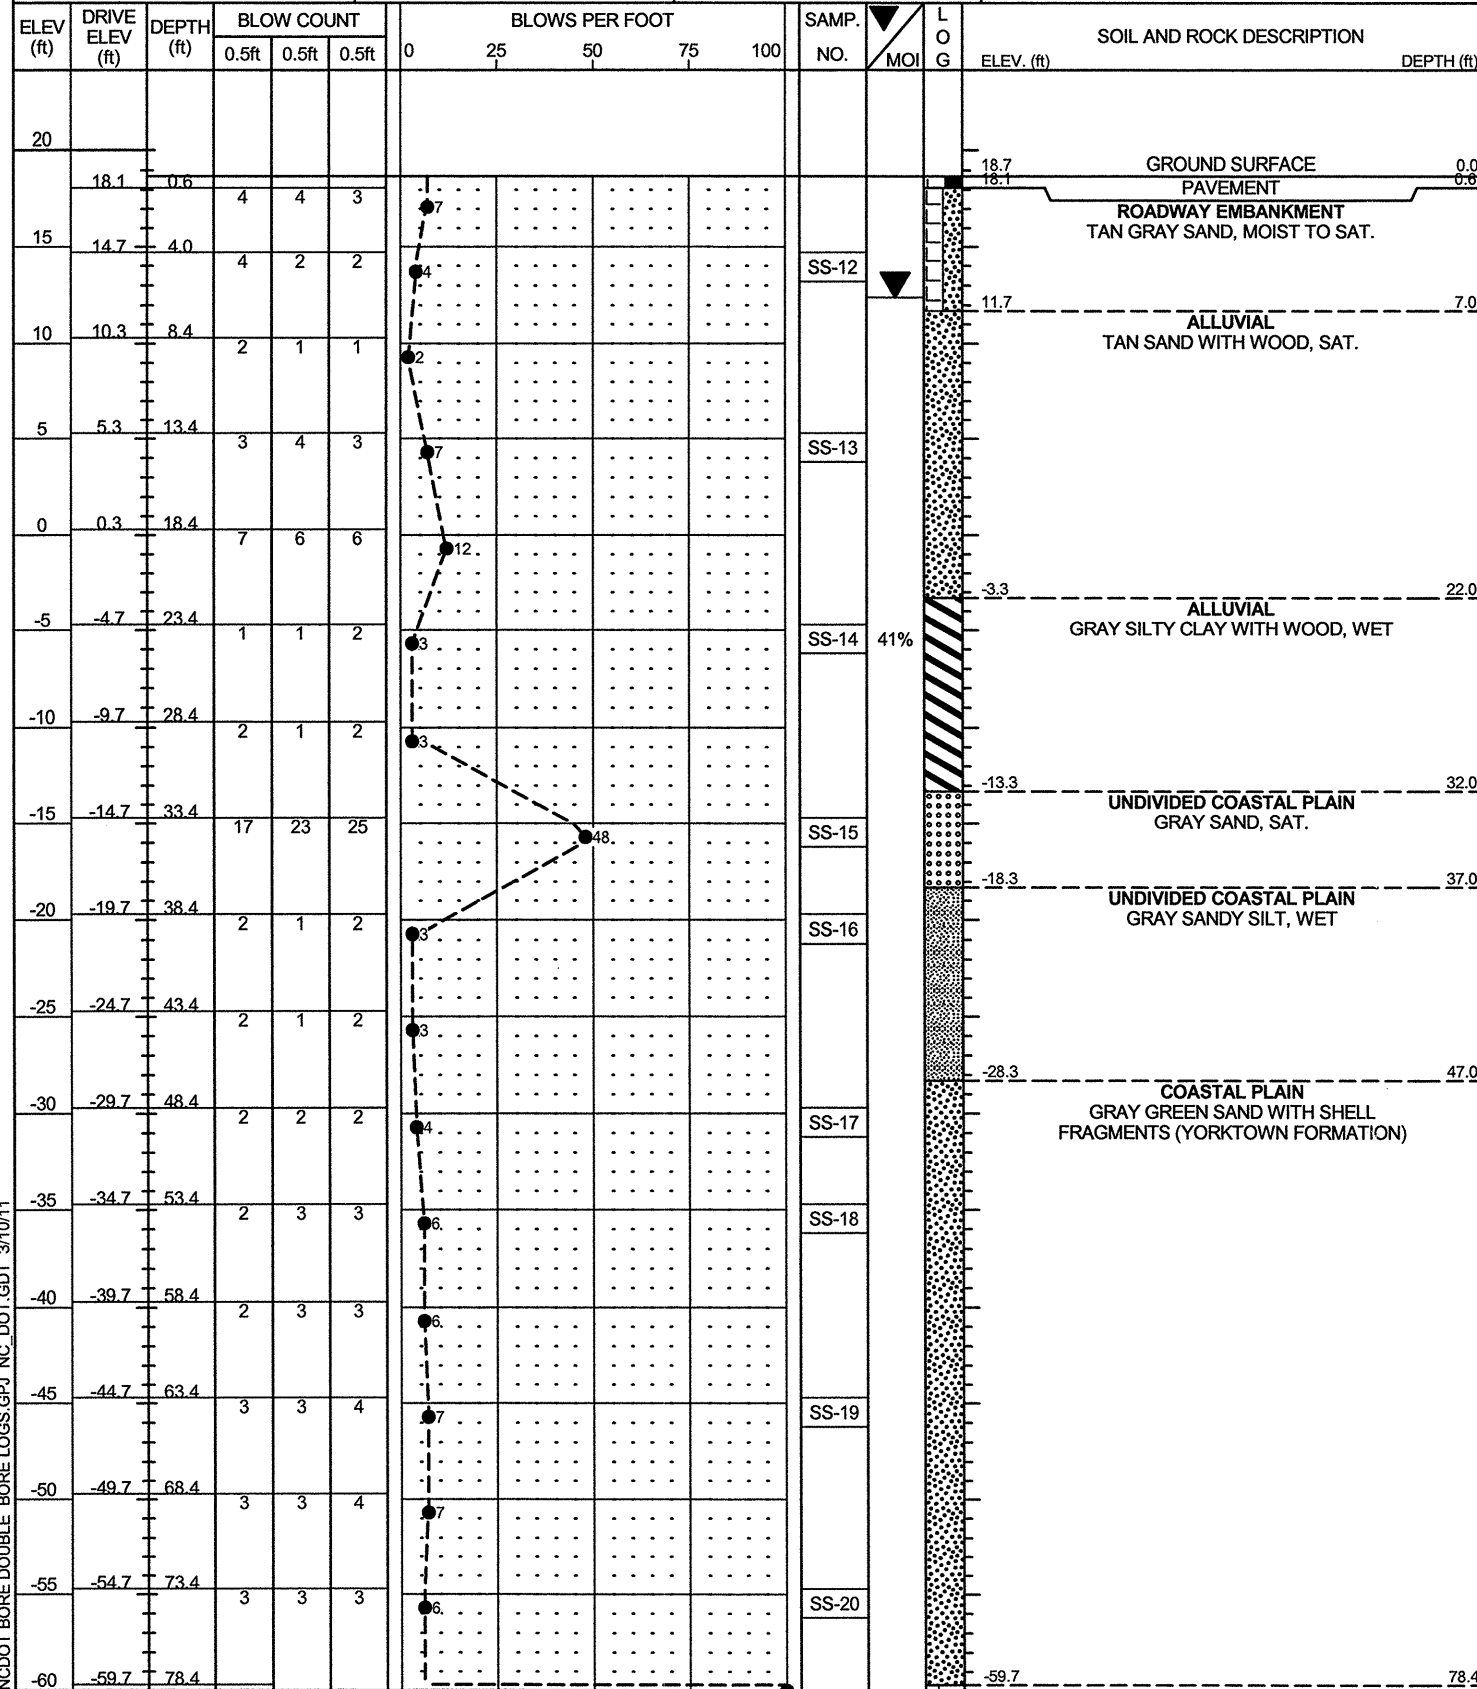 ELEV (ft) DRIVE ELEV (ft) DEPTH (ft) BLOW COUNT BLOWS PER FOOT SAMP. NO. MOI LOG SOIL AND ROCK DESCRIPTION
0.5ft 0.5ft 0.5ft 0 25 50 75 100 ELEV. (ft) DEPTH (ft)
20
18.7 GROUND SURFACE 0.0
18.1 0.6 4 4 3 7 18.1 PAVEMENT 0.6
ROADWAY EMBANKMENT
TAN GRAY SAND, MOIST TO SAT.
15 14.7 4.0 4 2 2 4 SS-12
11.7 7.0
ALLUVIAL
TAN SAND WITH WOOD, SAT.
10 10.3 8.4 2 1 1 2
5 5.3 13.4 3 4 3 7 SS-13
0 0.3 18.4 7 6 6 12
-3.3 22.0
ALLUVIAL
GRAY SILTY CLAY WITH WOOD, WET
-5 -4.7 23.4 1 1 2 3 SS-14 41%
-10 -9.7 28.4 2 1 2 3
-13.3 32.0
UNDIVIDED COASTAL PLAIN
GRAY SAND, SAT.
-15 -14.7 33.4 17 23 25 48 SS-15
-18.3 37.0
UNDIVIDED COASTAL PLAIN
GRAY SANDY SILT, WET
-20 -19.7 38.4 2 1 2 3 SS-16
-25 -24.7 43.4 2 1 2 3
-28.3 47.0
COASTAL PLAIN
GRAY GREEN SAND WITH SHELL
FRAGMENTS (YORKTOWN FORMATION)
-30 -29.7 48.4 2 2 2 4 SS-17
-35 -34.7 53.4 2 3 3 6 SS-18
-40 -39.7 58.4 2 3 3 6
-45 -44.7 63.4 3 3 4 7 SS-19
-50 -49.7 68.4 3 3 4 7
-55 -54.7 73.4 3 3 3 6 SS-20
-60 -59.7 78.4 -59.7 78.4
NCDOT BORE DOUBLE BORE LOGS.GPJ NC_DOT.GDT 3/10/11